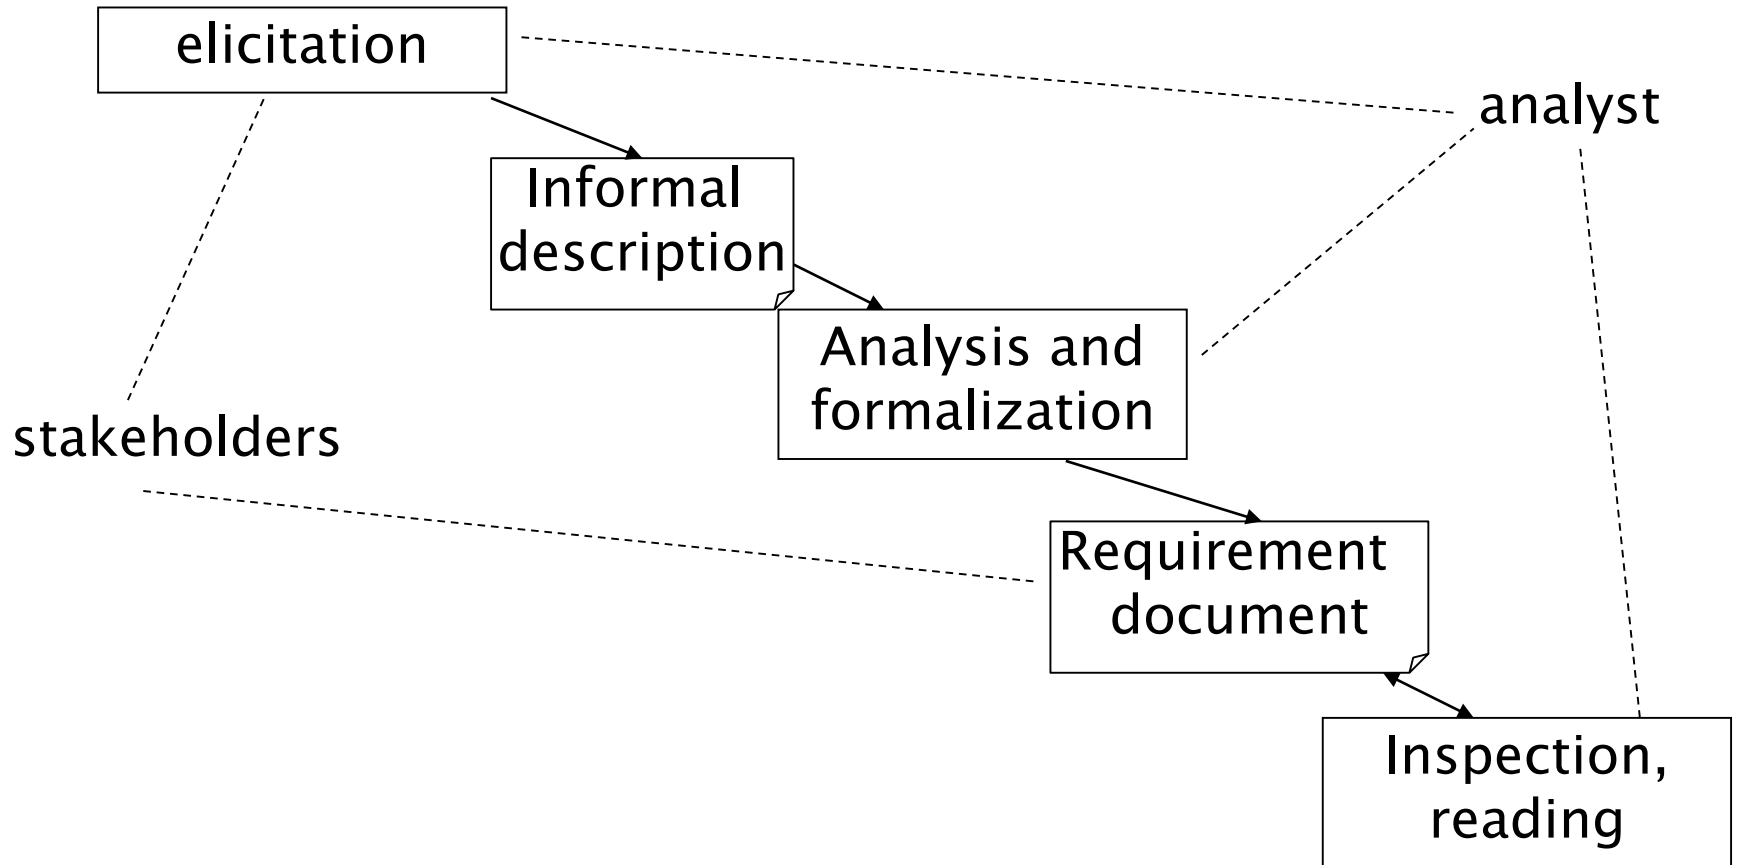 elicitation
analyst
Informal
description
Analysis and
formalization
stakeholders
Requirement
document
Inspection,
reading